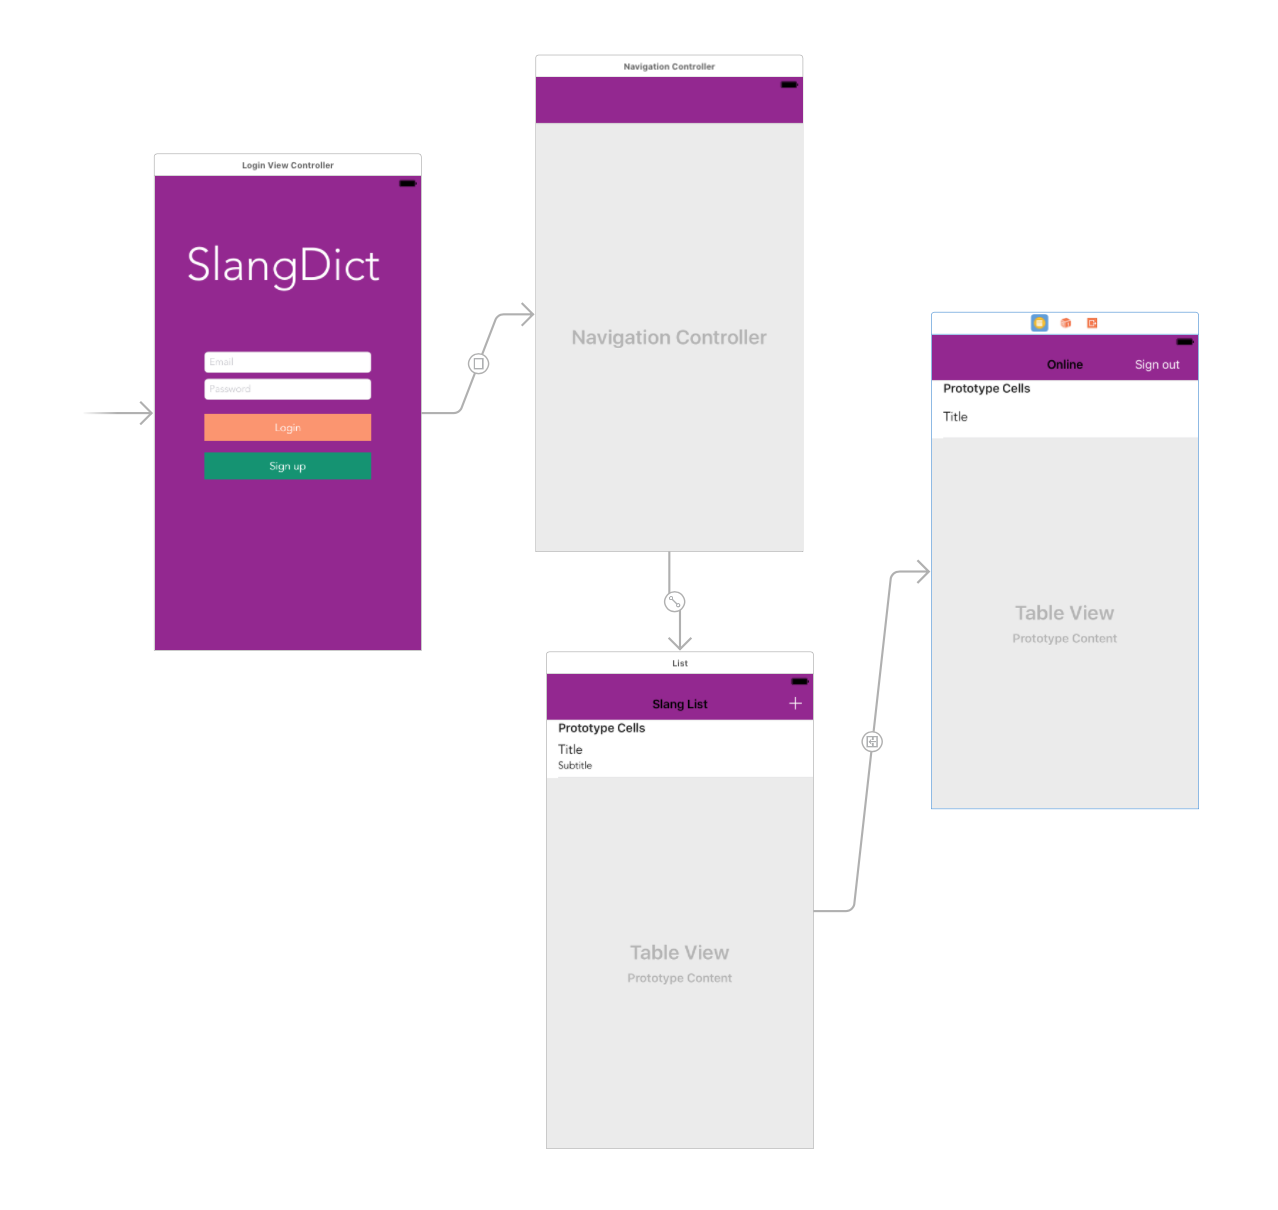 Login View Controller
SlangDict
Email
Password
Login
Sign up
Navigation Controller
Navigation Controller
List
Slang List +
Prototype Cells
Title
Subtitle
Table View
Prototype Content
Online Sign out
Prototype Cells
Title
Table View
Prototype Content